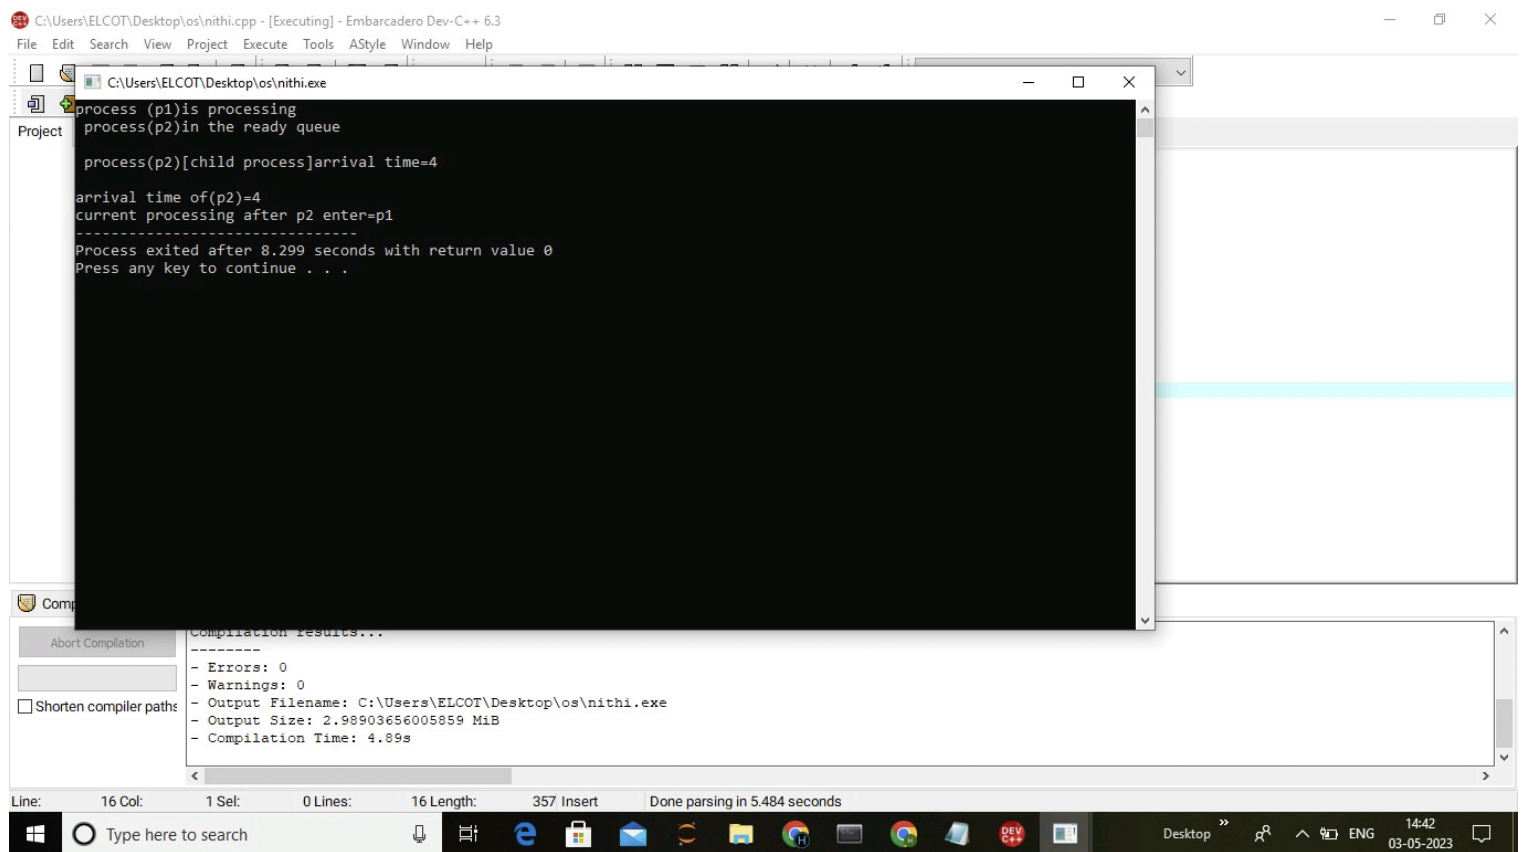 C:\Users\ELCOT\Desktop\os\nithi.cpp - [Executing] - Embarcadero Dev-C++ 6.3
File Edit Search View Project Execute Tools AStyle Window Help
C:\Users\ELCOT\Desktop\os\nithi.exe
process (p1)is processing
process(p2)in the ready queue
process(p2)[child process]arrival time=4
arrival time of(p2)=4
current processing after p2 enter=p1
--------------------------------
Process exited after 8.299 seconds with return value 0
Press any key to continue . . .
Project
Comp
Abort Compilation
Shorten compiler paths
Compilation results...
--------
- Errors: 0
- Warnings: 0
- Output Filename: C:\Users\ELCOT\Desktop\os\nithi.exe
- Output Size: 2.98903656005859 MiB
- Compilation Time: 4.89s
Line: 16 Col: 1 Sel: 0 Lines: 16 Length: 357 Insert Done parsing in 5.484 seconds
Type here to search
DEV C++
Desktop
ENG
14:42
03-05-2023